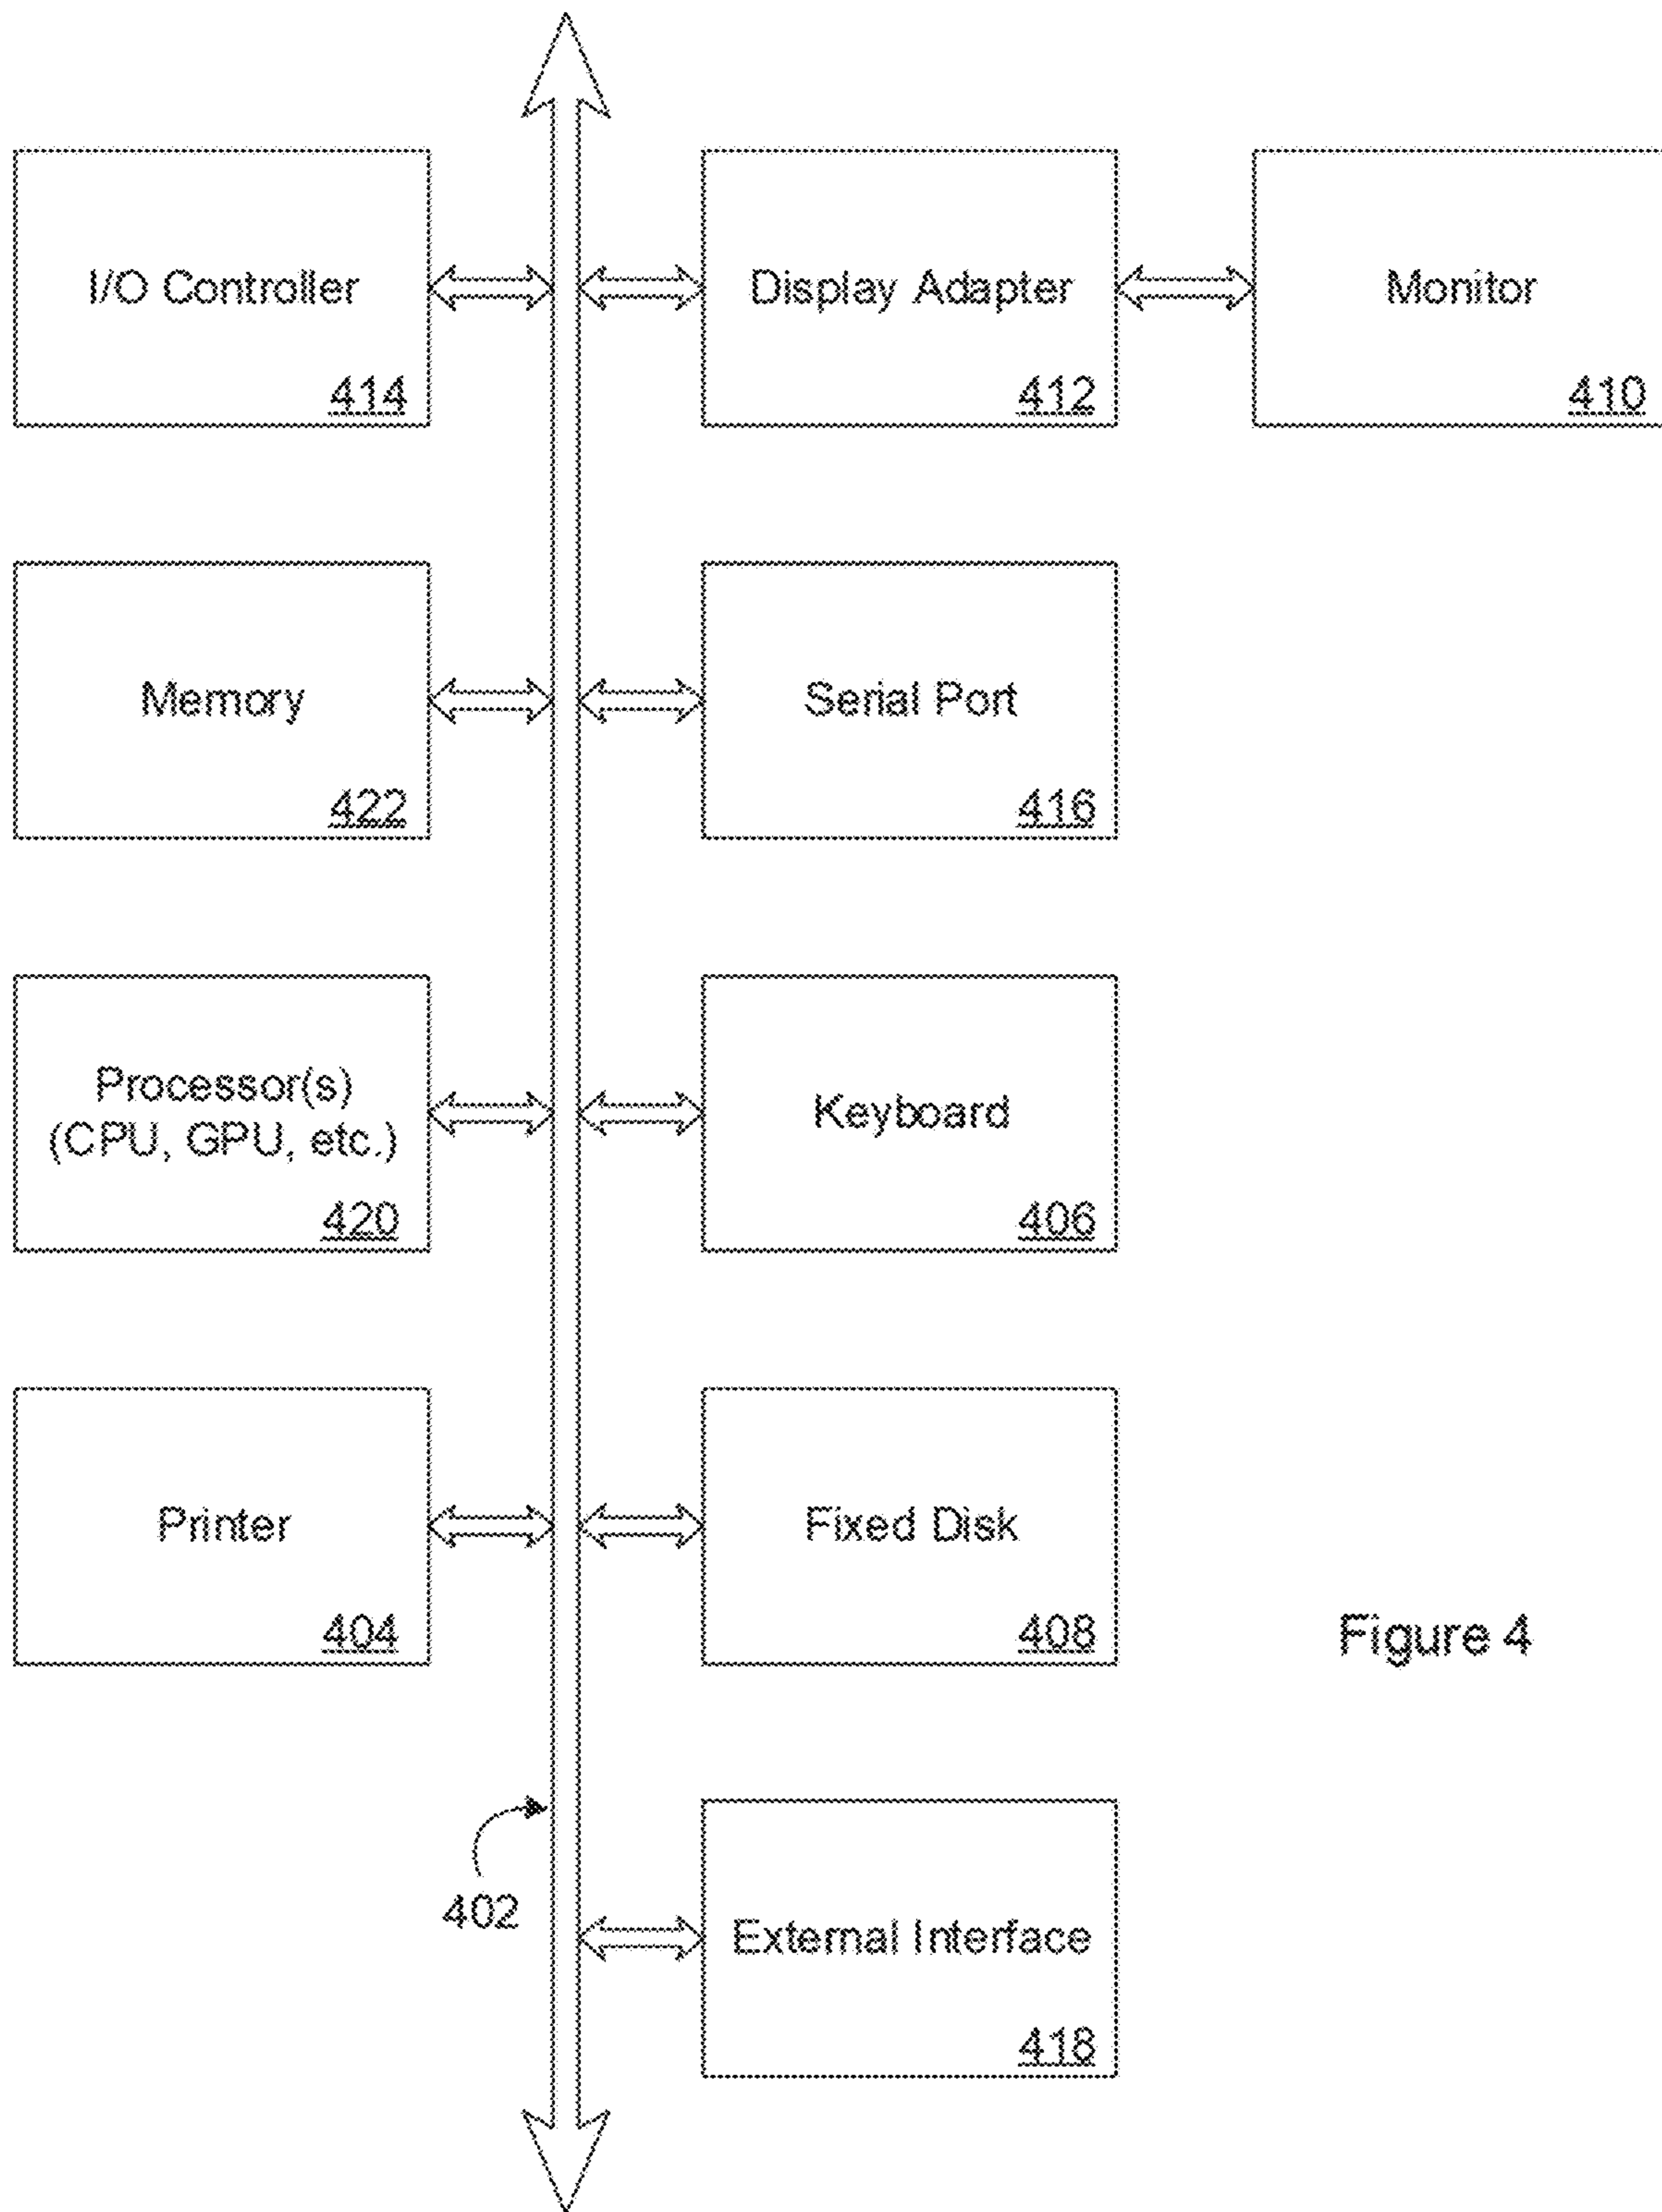 I/O Controller
414
Display Adapter
412
Monitor
410
Memory
422
Serial Port
416
Processor(s)
(CPU, GPU, etc.)
420
Keyboard
406
Printer
404
Fixed Disk
408
Figure 4
402
External Interface
418